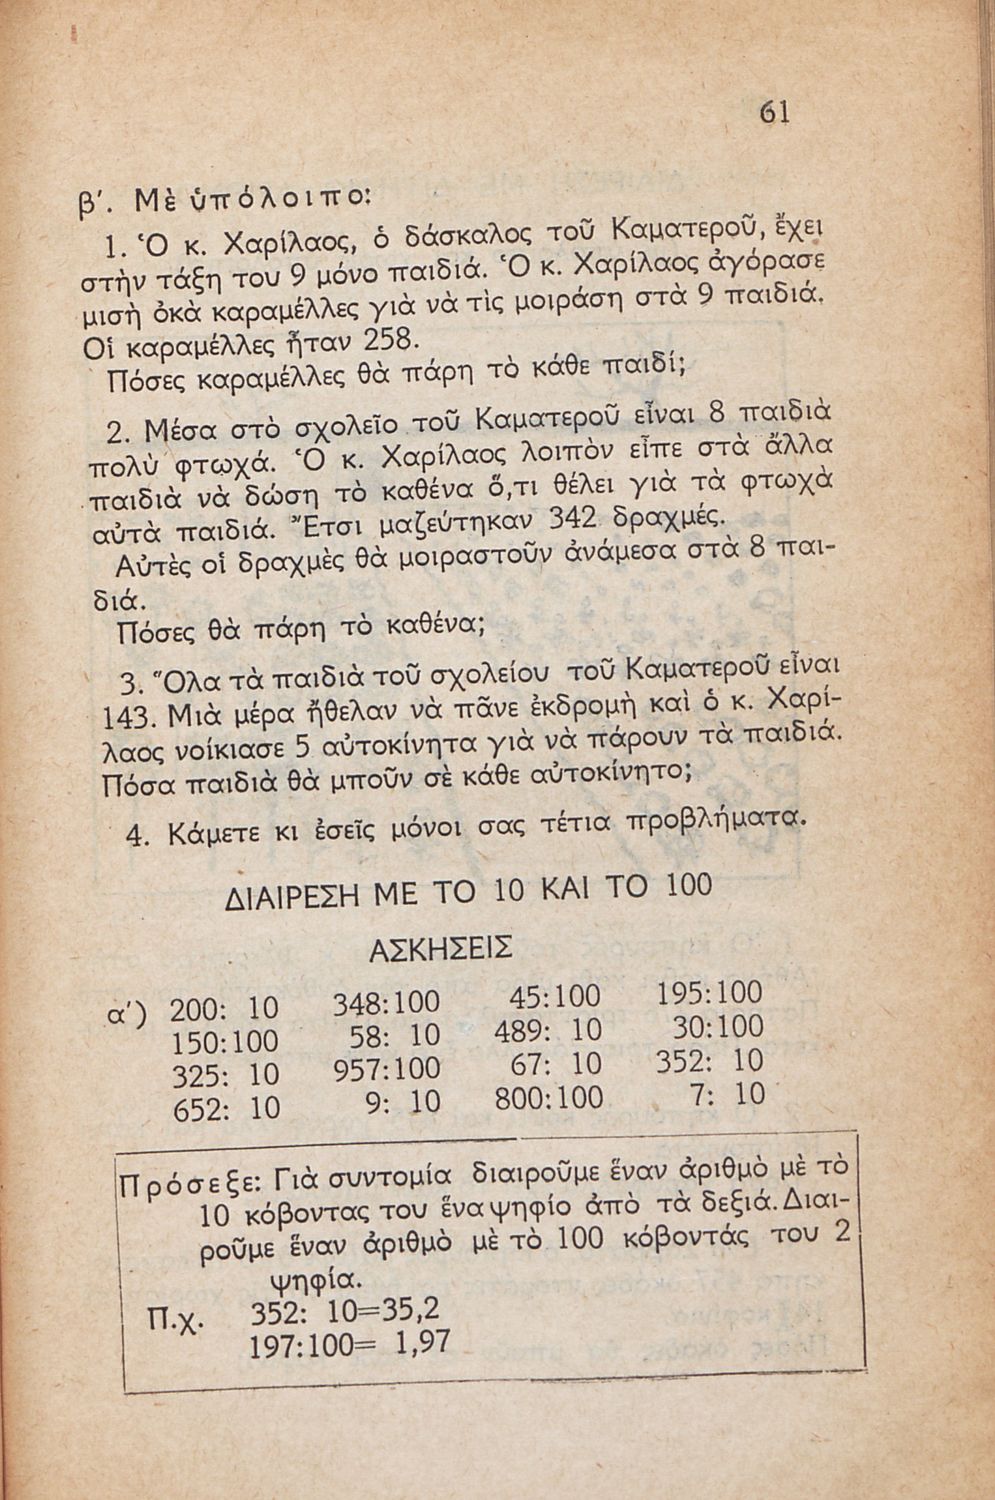 61
β′. Μὲ ὑπόλοιπο:
1. Ὁ κ. Χαρίλαος, ὁ δάσκαλος τοῦ Καματεροῦ, ἔχει
στὴν τάξη του 9 μόνο παιδιά. Ὁ κ. Χαρίλαος ἀγόρασε
μισὴ ὀκὰ καραμέλλες γιὰ νὰ τὶς μοιράση στὰ 9 παιδιά.
Οἱ καραμέλλες ἦταν 258.
Πόσες καραμέλλες θὰ πάρη τὸ κάθε παιδί;
2. Μέσα στὸ σχολεῖο τοῦ Καματεροῦ εἶναι 8 παιδιὰ
πολὺ φτωχά. Ὁ κ. Χαρίλαος λοιπὸν εἶπε στὰ ἄλλα
παιδιὰ νὰ δώση τὸ καθένα ὅ,τι θέλει γιὰ τὰ φτωχὰ
αὐτὰ παιδιά. Ἔτσι μαζεύτηκαν 342 δραχμές.
Αὐτὲς οἱ δραχμὲς θὰ μοιραστοῦν ἀνάμεσα στὰ 8 παι-
διά.
Πόσες θὰ πάρη τὸ καθένα;
3. Ὅλα τὰ παιδιὰ τοῦ σχολείου τοῦ Καματεροῦ εἶναι
143. Μιὰ μέρα ἤθελαν νὰ πᾶνε ἐκδρομὴ καὶ ὁ κ. Χαρί-
λαος νοίκιασε 5 αὐτοκίνητα γιὰ νὰ πάρουν τὰ παιδιά.
Πόσα παιδιὰ θὰ μποῦν σὲ κάθε αὐτοκίνητο;
4. Κάμετε κι ἐσεῖς μόνοι σας τέτια προβλήματα.
ΔΙΑΙΡΕΣΗ ΜΕ ΤΟ 10 ΚΑΙ ΤΟ 100
ΑΣΚΗΣΕΙΣ
α′) 200: 10 348:100 45:100 195:100
150:100 58: 10 489: 10 30:100
325: 10 957:100 67: 10 352: 10
652: 10 9: 10 800:100 7: 10
Πρόσεξε: Γιὰ συντομία διαιροῦμε ἕναν ἀριθμὸ μὲ τὸ
10 κόβοντας του ἕνα ψηφίο ἀπὸ τὰ δεξιά. Διαι-
ροῦμε ἕναν ἀριθμὸ μὲ τὸ 100 κόβοντάς του 2
ψηφία.
Π.χ. 352: 10=35,2
197:100= 1,97